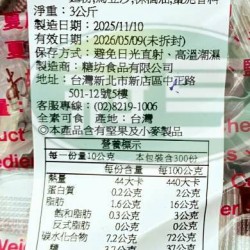 淨重：3公斤
製造日期：2025/11/10
有效日期：2026/05/09(未拆封)
保存方式：避免日光直射、高溫潮濕
製造商：糖坊食品有限公司
地址：台灣新北市新店區中正路
501-12號5樓
客服專線：(02)8219-1006
全素可食 產地：台灣
◎本產品含有堅果及小麥製品
營養標示
每一份量10公克 本包裝含300份
每份含量 每100公克
熱量 44大卡 440大卡
蛋白質 0.2公克 2公克
脂肪 1.6公克 16公克
飽和脂肪 0.3公克 3公克
反式脂肪 0公克 0公克
碳水化合物 7.2公克 72公克